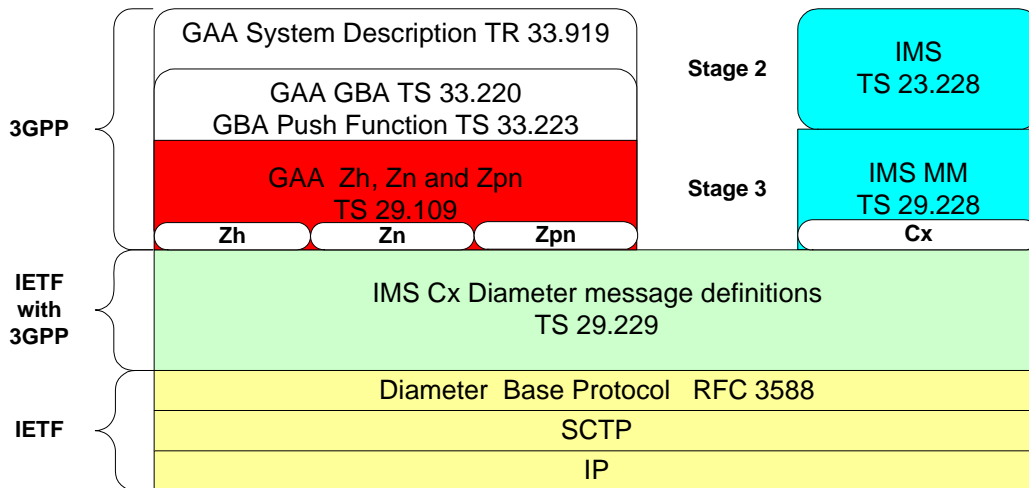 GAA System Description TR 33.919
GAA GBA TS 33.220
GBA Push Function TS 33.223
GAA  Zh, Zn and Zpn
TS 29.109
Zh
Zn
Zpn
Stage 2
Stage 3
IMS
TS 23.228
IMS MM
TS 29.228
Cx
3GPP
IETF
with
3GPP
IMS Cx Diameter message definitions
TS 29.229
IETF
Diameter  Base Protocol   RFC 3588
SCTP
IP